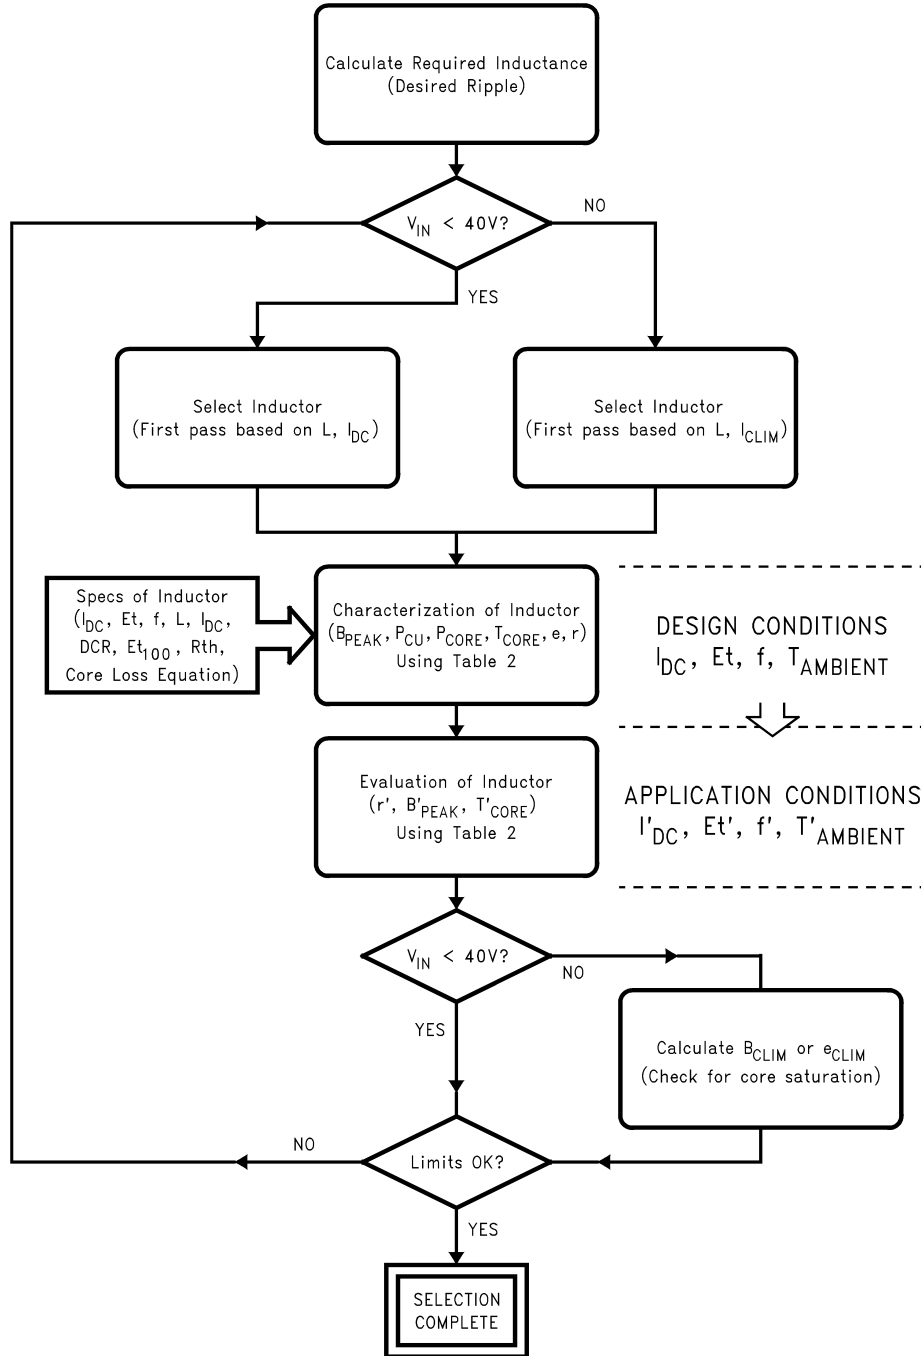 Calculate Required Inductance
(Desired Ripple)
V_IN < 40V?
NO
YES
Select Inductor
(First pass based on L, I_DC)
Select Inductor
(First pass based on L, I_CLIM)
Specs of Inductor
(I_DC, Et, f, L, I_DC,
DCR, Et_100, Rth,
Core Loss Equation)
Characterization of Inductor
(B_PEAK, P_CU, P_CORE, T_CORE, e, r)
Using Table 2
DESIGN CONDITIONS
I_DC, Et, f, T_AMBIENT
Evaluation of Inductor
(r', B'_PEAK, T'_CORE)
Using Table 2
APPLICATION CONDITIONS
I'_DC, Et', f', T'_AMBIENT
V_IN < 40V?
NO
YES
Calculate B_CLIM or e_CLIM
(Check for core saturation)
NO
Limits OK?
YES
SELECTION
COMPLETE